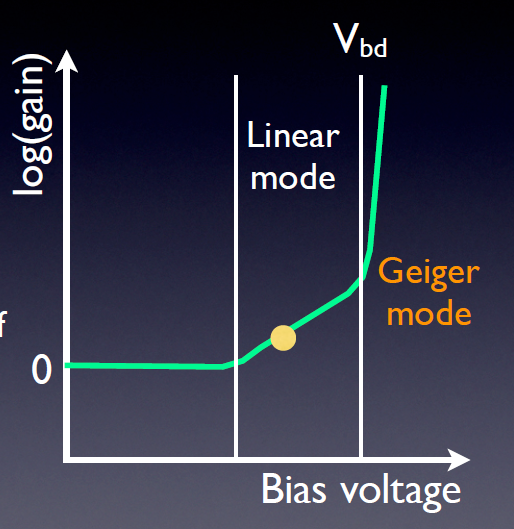 V_bd
log(gain)
Linear
mode
Geiger
mode
f
0
Bias voltage